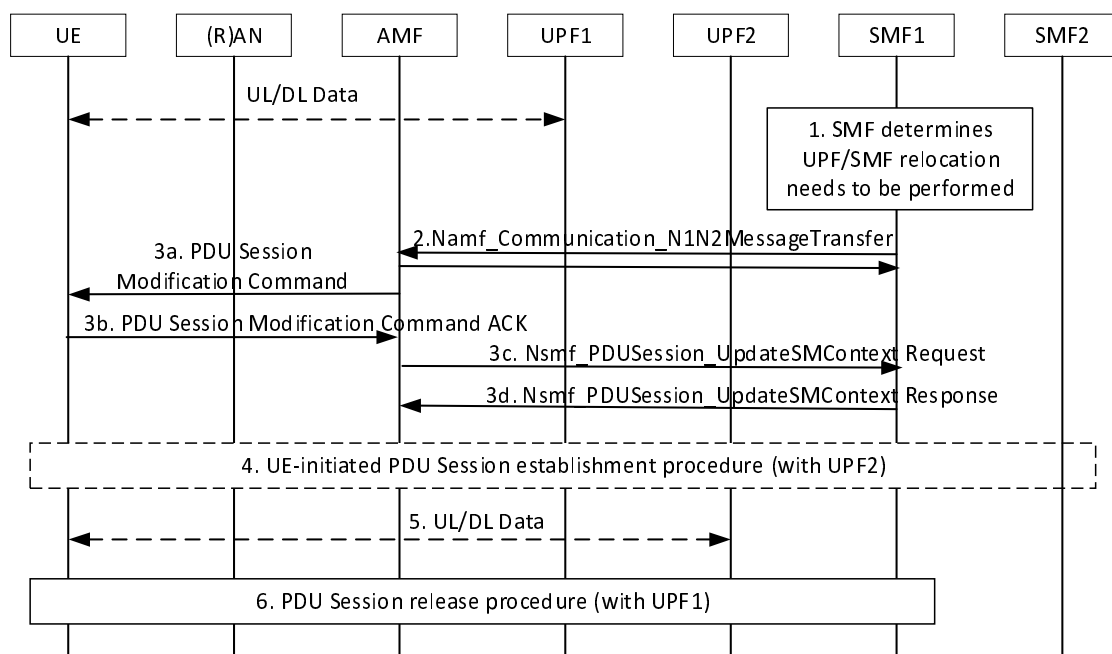 UE
(R)AN
AMF
UPF1
UPF2
SMF1
SMF2
UL/DL Data
1. SMF determines
UPF/SMF relocation
needs to be performed
2.Namf_Communication_N1N2MessageTransfer
3a. PDU Session
Modification Command
3b. PDU Session Modification Command ACK
3c. Nsmf_PDUSession_UpdateSMContext Request
3d. Nsmf_PDUSession_UpdateSMContext Response
4. UE-initiated PDU Session establishment procedure (with UPF2)
5. UL/DL Data
6. PDU Session release procedure (with UPF1)